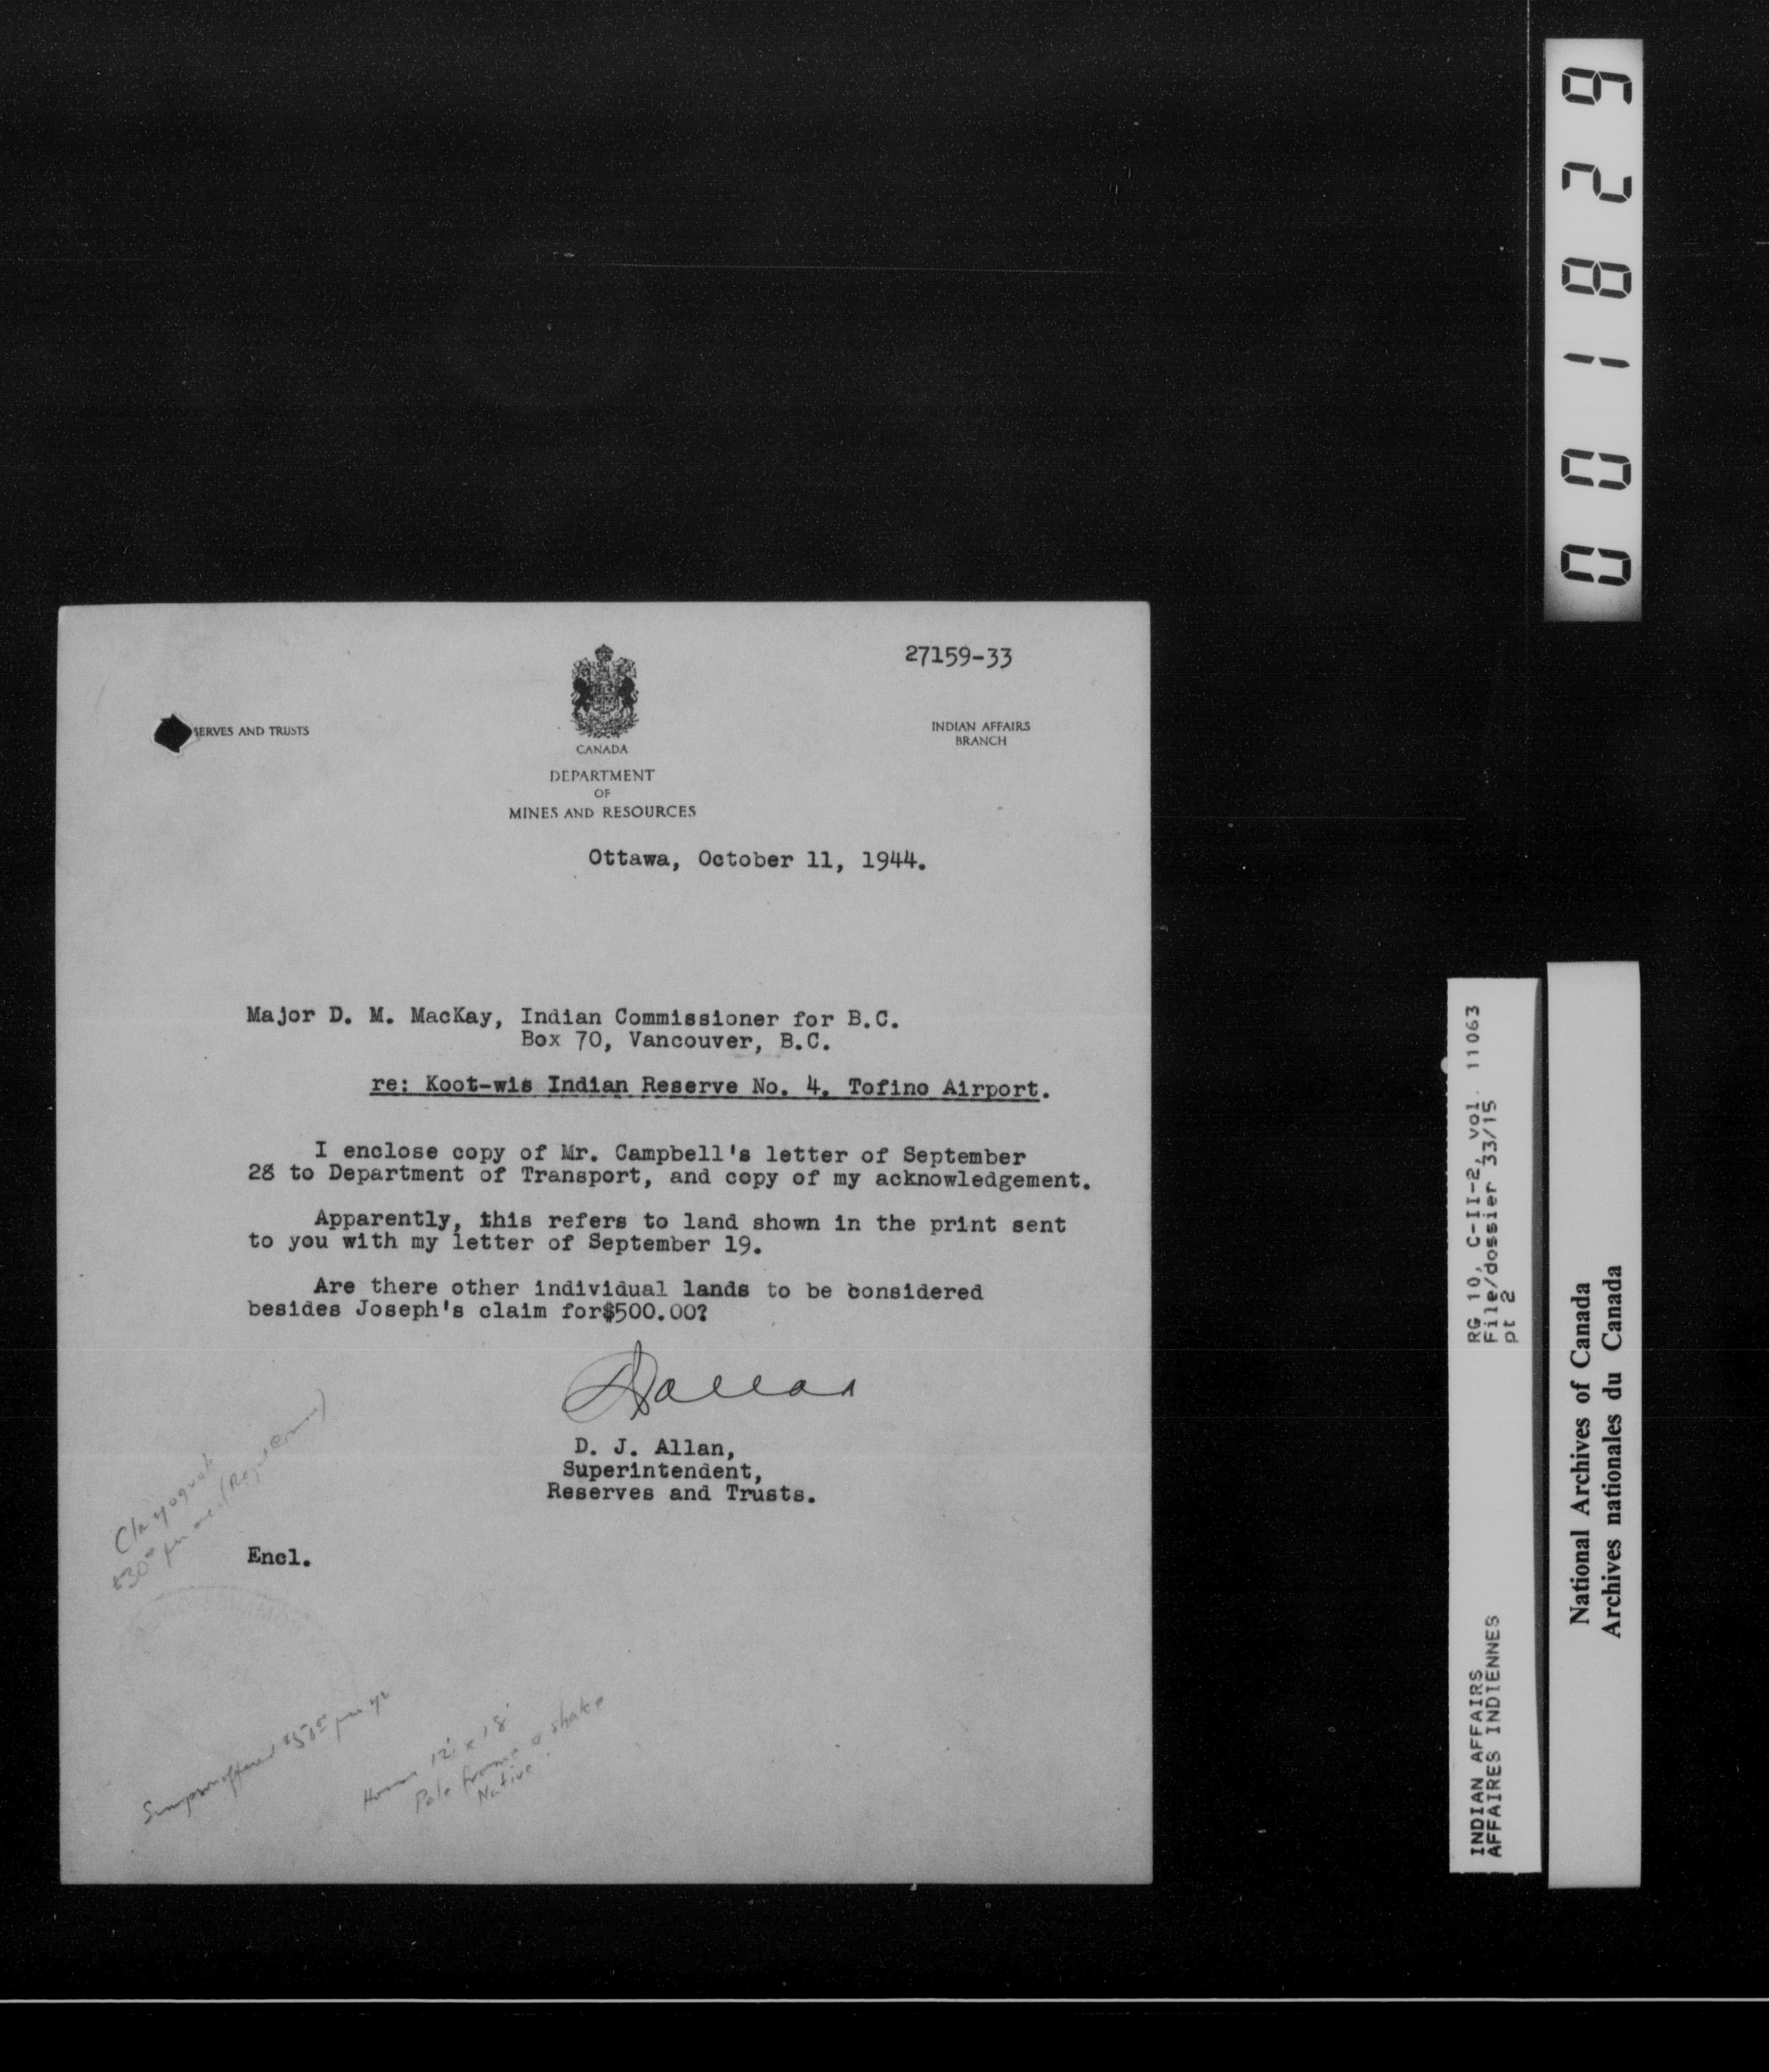 27159-33
SERVES AND TRUSTS
INDIAN AFFAIRS
BRANCH
CANADA
DEPARTMENT
OF
MINES AND RESOURCES
Ottawa, October 11, 1944.
Major D. M. MacKay, Indian Commissioner for B.C.
Box 70, Vancouver, B.C.
re: Koot-wis Indian Reserve No. 4. Tofino Airport.
I enclose copy of Mr. Campbell's letter of September
28 to Department of Transport, and copy of my acknowledgement.
Apparently, this refers to land shown in the print sent
to you with my letter of September 19.
Are there other individual lands to be considered
besides Joseph's claim for$500.00?
D. J. Allan,
Superintendent,
Reserves and Trusts.
Encl.
Clayoquot
House 12' x 18'
Pole frame & shake
Native
001829
RG 10, C-II-2, vol. 11063
File/dossier 33/15
pt 2
INDIAN AFFAIRS
AFFAIRES INDIENNES
National Archives of Canada
Archives nationales du Canada